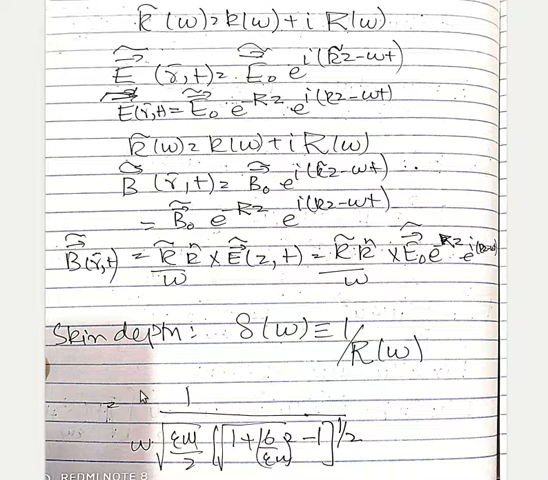 k̃(ω) = k(ω) + i K(ω)
Ẽ (r̄,t) = Ẽ₀ e^i(k̃z-ωt)
E(r̄,t) = Ẽ₀ e^-Kz e^i(kz-ωt)
k̃(ω) = k(ω) + i K(ω)
B̃ (r̄,t) = B̃₀ e^i(k̃z-ωt) ∴
= B̃₀ e^-Kz e^i(kz-ωt)
B̃(r̄,t) = k̃/ω k̂ × Ẽ(z,t) = k̃/ω k̂ × Ẽ₀ e^-Kz e^i(kz-ωt)
Skin depth: δ(ω) ≡ 1/K(ω)
= 1 / ω √(εμ/2) [√(1 + (σ/εω)²) - 1]^1/2
REDMI NOTE 8